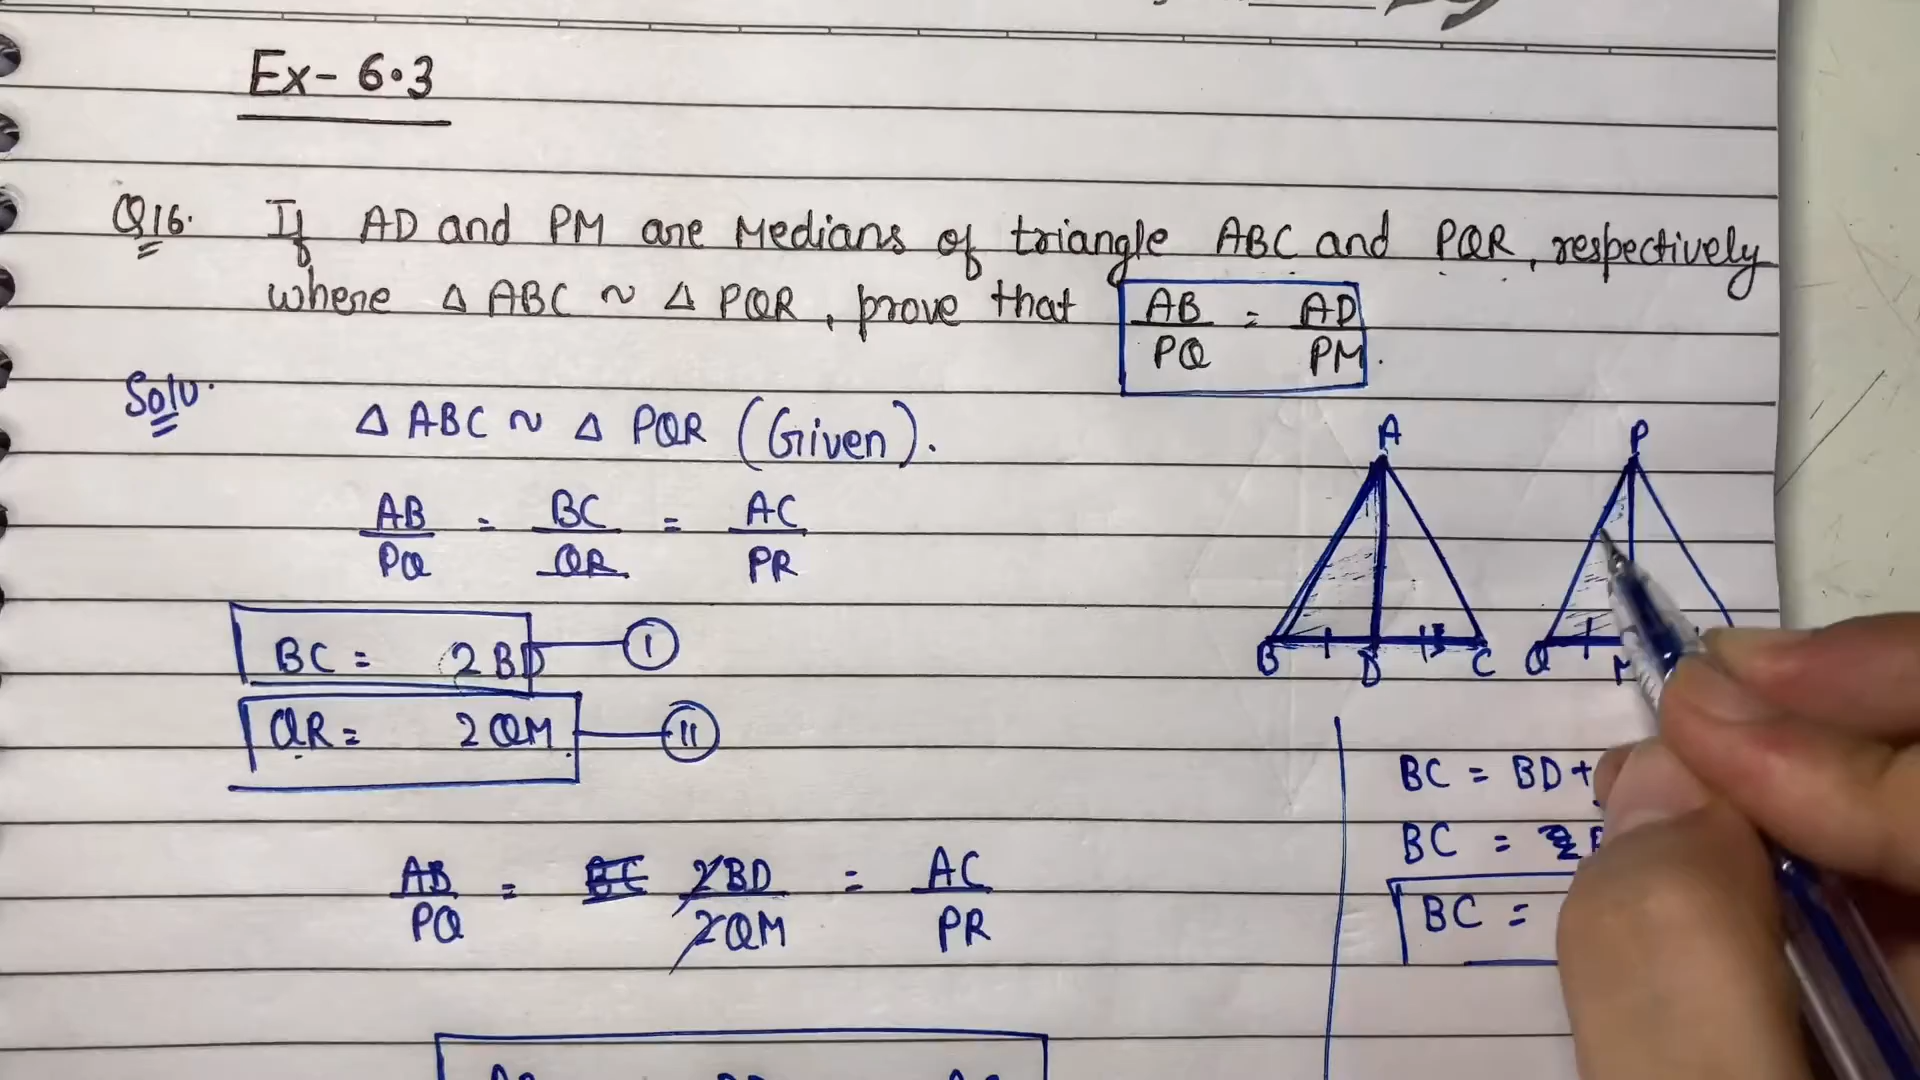 Ex- 6.3
Q16. If AD and PM are Medians of triangle ABC and PQR, respectively
where Δ ABC ~ Δ PQR, prove that AB/PQ = AD/PM.
Solu.
Δ ABC ~ Δ PQR (Given).
AB/PQ = BC/QR = AC/PR
A
P
B D C Q
BC = 2BD I
QR = 2QM II
BC = BD+
BC =
BC =
AB/PQ = 2BD/2QM = AC/PR